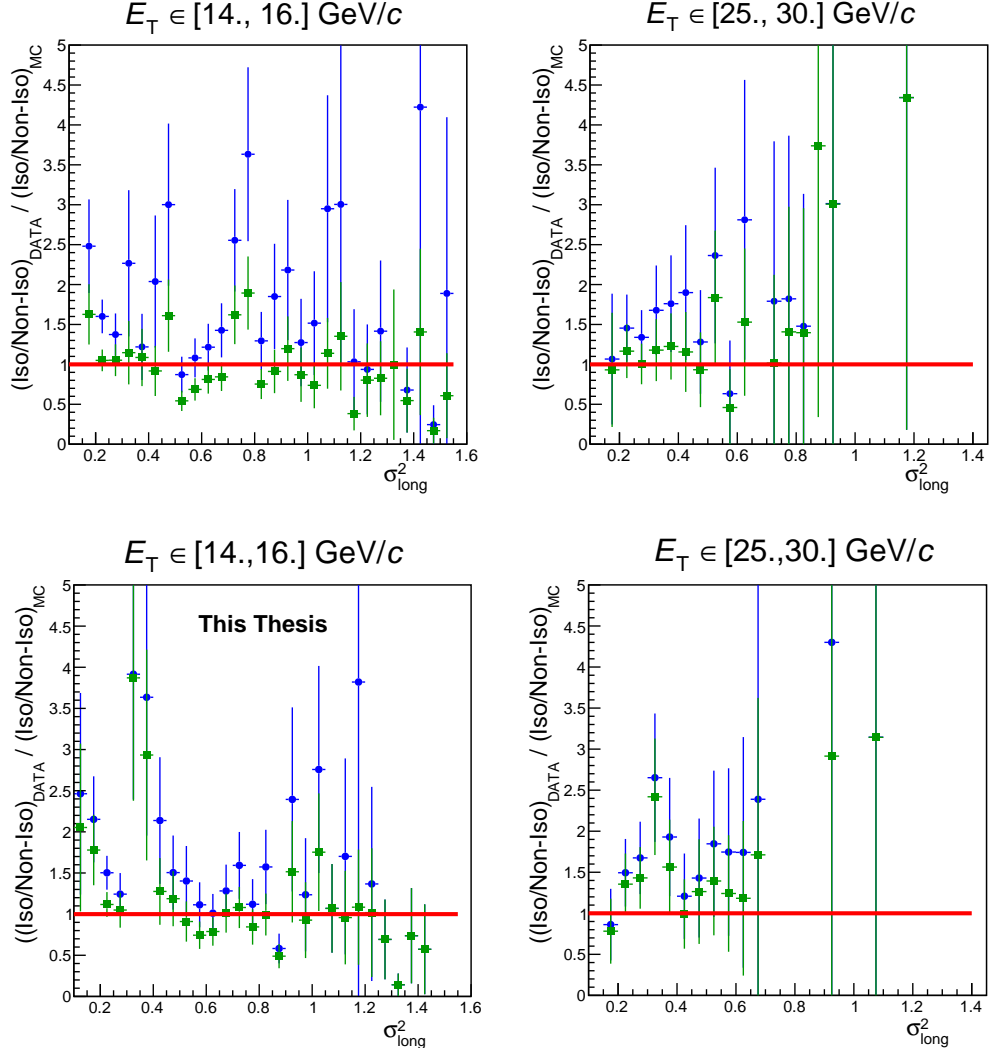 E_T ∈ [14., 16.] GeV/c
(Iso/Non-Iso)_DATA / (Iso/Non-Iso)_MC
5
4.5
4
3.5
3
2.5
2
1.5
1
0.5
0
0.2 0.4 0.6 0.8 1 1.2 1.4 1.6
σ²_long
E_T ∈ [25., 30.] GeV/c
(Iso/Non-Iso)_DATA / (Iso/Non-Iso)_MC
5
4.5
4
3.5
3
2.5
2
1.5
1
0.5
0
0.2 0.4 0.6 0.8 1 1.2 1.4
σ²_long
E_T ∈ [14.,16.] GeV/c
((Iso/Non-Iso)_DATA / (Iso/Non-Iso)_MC
This Thesis
5
4.5
4
3.5
3
2.5
2
1.5
1
0.5
0
0.2 0.4 0.6 0.8 1 1.2 1.4 1.6
σ²_long
E_T ∈ [25.,30.] GeV/c
((Iso/Non-Iso)_DATA / (Iso/Non-Iso)_MC
5
4.5
4
3.5
3
2.5
2
1.5
1
0.5
0
0.2 0.4 0.6 0.8 1 1.2 1.4
σ²_long